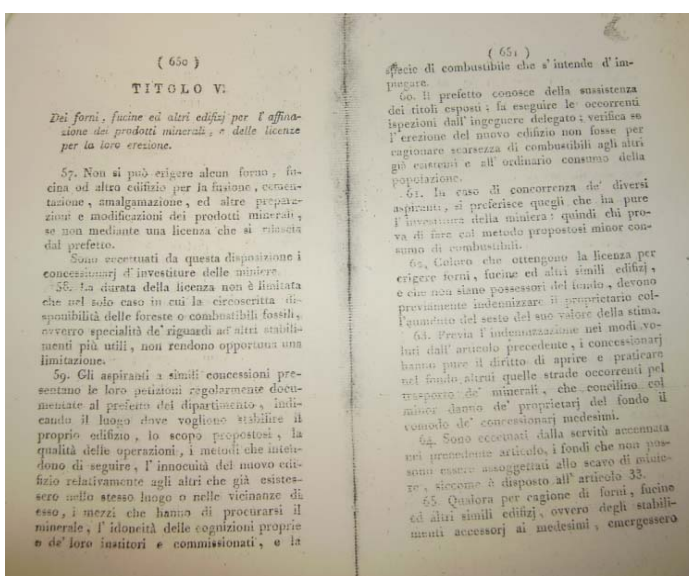 ( 650 )
TITOLO V.
Dei forni, fucine ed altri edifizj per l'affina-
zione dei prodotti minerali, e delle licenze
per la loro erezione.
57. Non si può erigere alcun forno, fu-
cina od altro edifizio per la fusione, cemen-
tazione, amalgamazione, ed altre prepara-
zioni e modificazioni dei prodotti minerali,
se non mediante una licenza che si rilascia
dal prefetto.
Sono eccettuati da questa disposizione i
concessionarj d'investiture delle miniere.
58. La durata della licenza non è limitata
che nel solo caso in cui la circoscritta di-
sponibilità delle foreste o combustibili fossili,
ovvero specialità de' riguardi ad altri stabili-
menti più utili, non rendono opportuna una
limitazione.
59. Gli aspiranti a simili concessioni pre-
sentano le loro petizioni regolarmente docu-
mentate al prefetto del dipartimento, indi-
cando il luogo dove vogliono stabilire il
proprio edifizio, lo scopo propostosi, la
qualità delle operazioni, i metodi che inten-
dono di seguire, l'innocuità del nuovo edi-
fizio relativamente agli altri che già esistes-
sero nello stesso luogo o nelle vicinanze di
esso, i mezzi che hanno di procurarsi il
minerale, l'idoneità delle cognizioni proprie
o de' loro institori e commissionati, e la
( 651 )
specie di combustibile che s'intende d'im-
piegare.
60. Il prefetto conosce della sussistenza
dei titoli esposti; fa eseguire le occorrenti
ispezioni dall'ingegnere delegato; verifica se
l'erezione del nuovo edifizio non fosse per
cagionare scarsezza di combustibili agli altri
già esistenti e all'ordinario consumo della
popolazione.
61. In caso di concorrenza de' diversi
aspiranti, si preferisce quegli che ha pure
l'investitura della miniera: quindi chi pro-
va di fare col metodo propostosi minor con-
sumo di combustibili.
62. Coloro che ottengono la licenza per
erigere forni, fucine ed altri simili edifizj,
e che non siano possessori del fondo, devono
previamente indennizzare il proprietario col-
l'aumento del sesto del suo valore della stima.
63. Previa l'indennizzazione nei modi vo-
luti dall'articolo precedente, i concessionarj
hanno pure il diritto di aprire e praticare
nel fondo altrui quelle strade occorrenti pel
trasporto de' minerali, che concilino col
minor danno de' proprietarj del fondo il
comodo de' concessionarj medesimi.
64. Sono eccettuati dalla servitù accennata
nel precedente articolo, i fondi che non pos-
sono essere assoggettati allo scavo di minie-
re, siccome è disposto all'articolo 33.
65. Qualora per cagione di forni, fucine
ed altri simili edifizj, ovvero degli stabili-
menti accessorj ai medesimi, emergessero